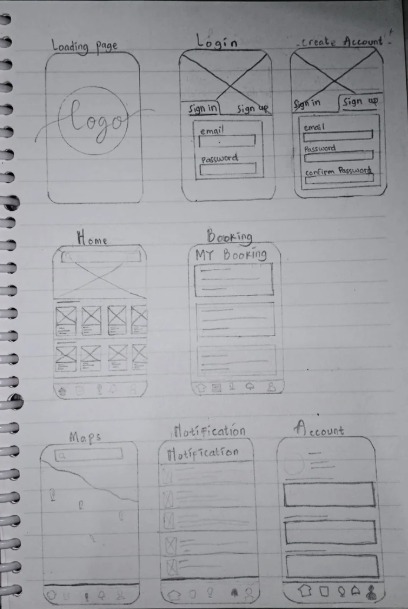 Loading page
Login
Create Account
logo
Sign in
Sign up
email
Password
Sign in
Sign up
email
Password
confirm Password
Home
Booking
MY Booking
Maps
Notification
Notification
Account